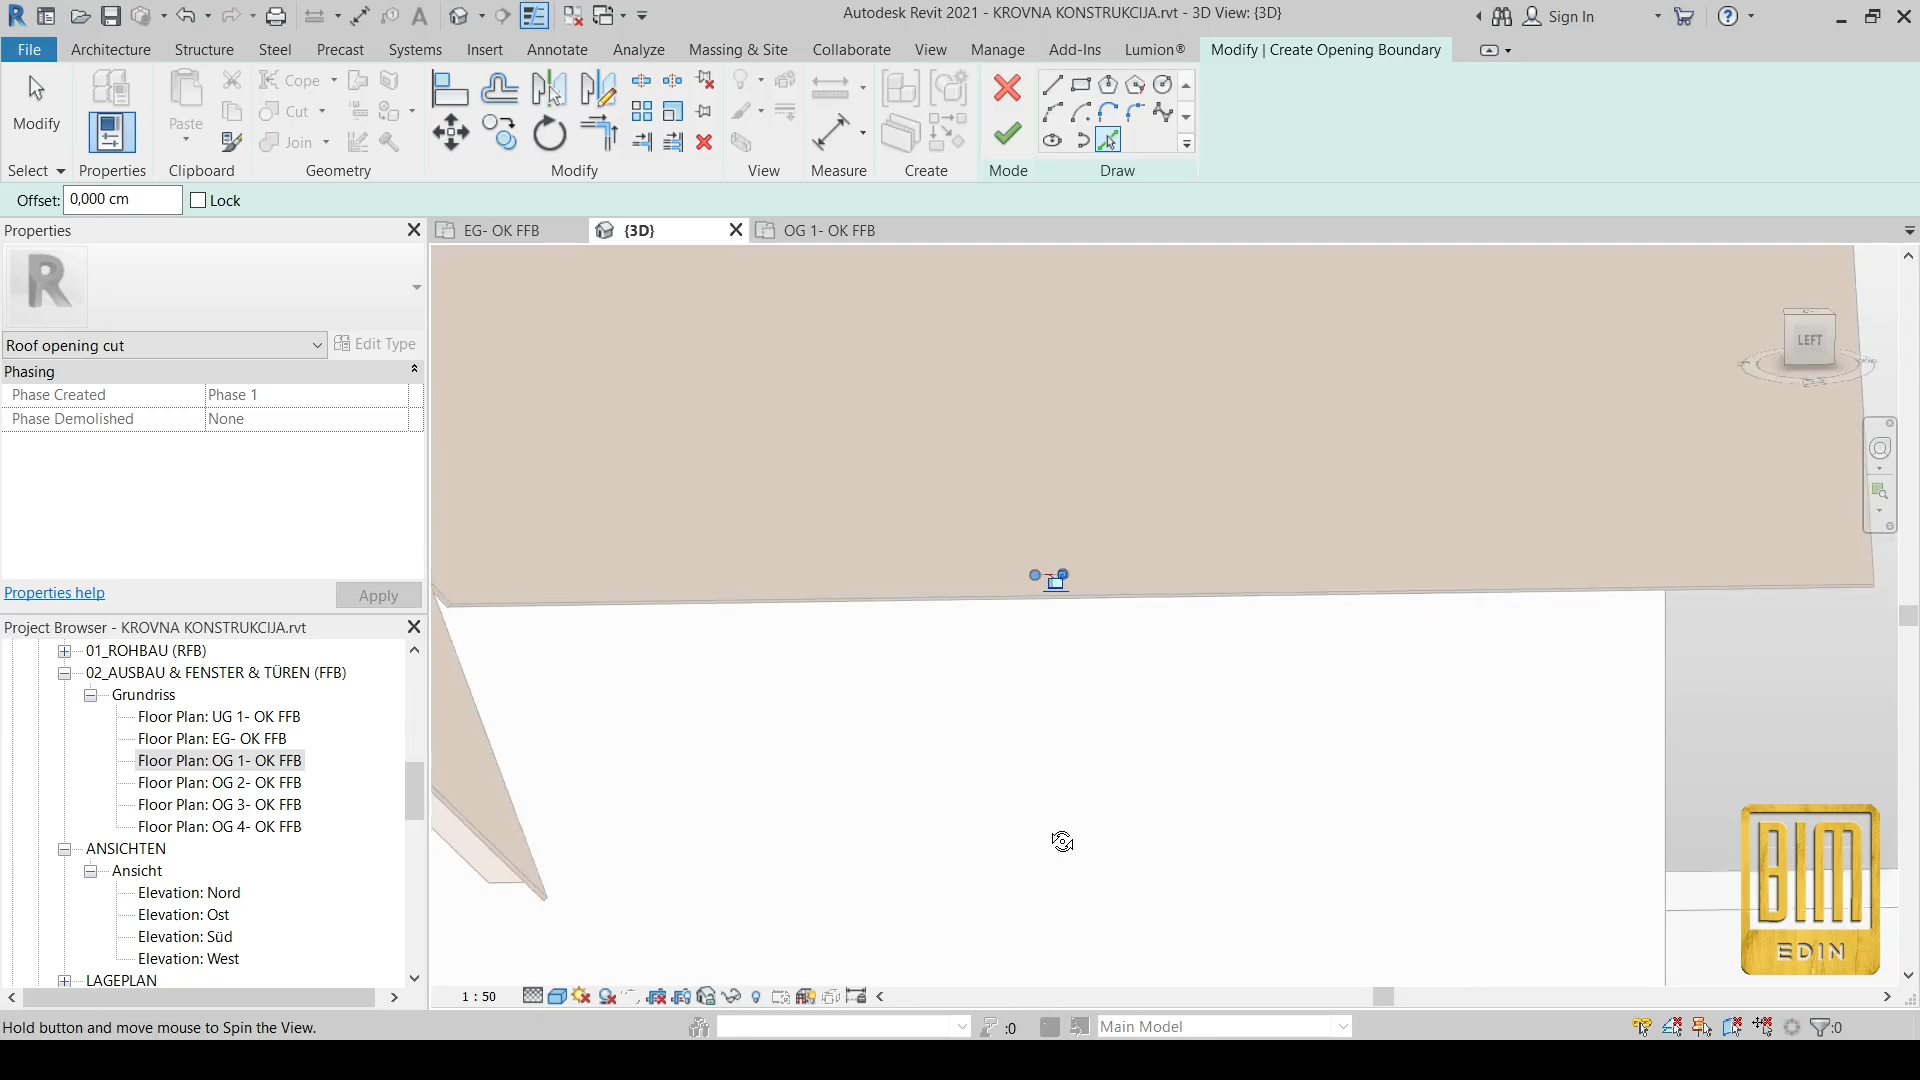 Autodesk Revit 2021 - KROVNA KONSTRUKCIJA.rvt - 3D View: {3D}
Sign In
File Architecture Structure Steel Precast Systems Insert Annotate Analyze Massing & Site Collaborate View Manage Add-Ins Lumion® Modify | Create Opening Boundary
Modify Paste Cope Cut Join
Select Properties Clipboard Geometry Modify View Measure Create Mode Draw
Offset: 0,000 cm Lock
Properties
EG- OK FFB {3D} OG 1- OK FFB
R
Roof opening cut Edit Type
Phasing
Phase Created Phase 1
Phase Demolished None
LEFT
Properties help Apply
Project Browser - KROVNA KONSTRUKCIJA.rvt
01_ROHBAU (RFB)
02_AUSBAU & FENSTER & TÜREN (FFB)
Grundriss
Floor Plan: UG 1- OK FFB
Floor Plan: EG- OK FFB
Floor Plan: OG 1- OK FFB
Floor Plan: OG 2- OK FFB
Floor Plan: OG 3- OK FFB
Floor Plan: OG 4- OK FFB
ANSICHTEN
Ansicht
Elevation: Nord
Elevation: Ost
Elevation: Süd
Elevation: West
LAGEPLAN
BIM
EDIN
1 : 50
Hold button and move mouse to Spin the View.
:0
Main Model
:0